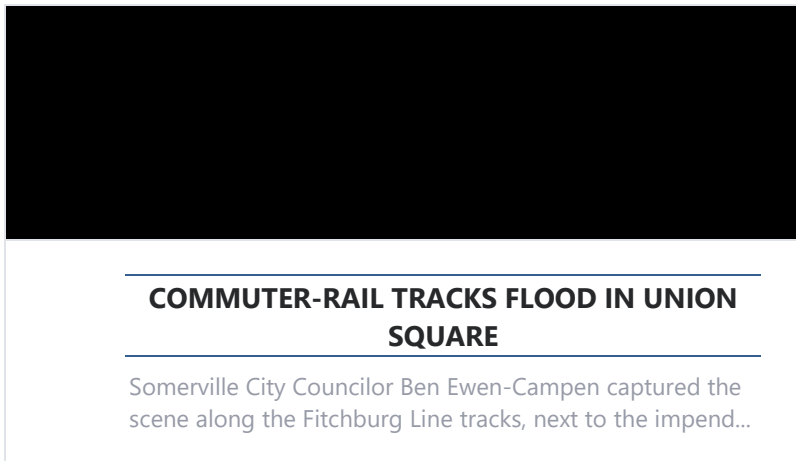 COMMUTER-RAIL TRACKS FLOOD IN UNION
SQUARE
Somerville City Councilor Ben Ewen-Campen captured the
scene along the Fitchburg Line tracks, next to the impend...